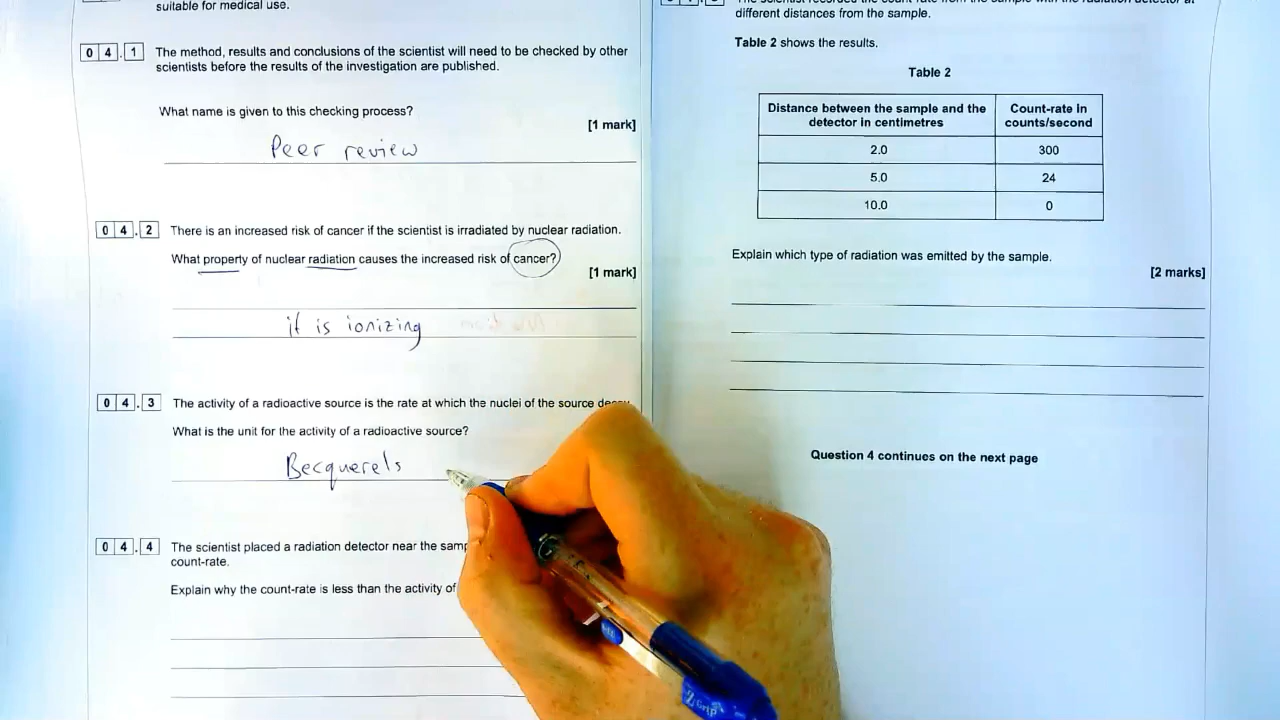 suitable for medical use.
0 4 . 1 The method, results and conclusions of the scientist will need to be checked by other
scientists before the results of the investigation are published.
What name is given to this checking process?
[1 mark]
Peer review
0 4 . 2 There is an increased risk of cancer if the scientist is irradiated by nuclear radiation.
What property of nuclear radiation causes the increased risk of cancer?
[1 mark]
it is ionizing
0 4 . 3 The activity of a radioactive source is the rate at which the nuclei of the source
What is the unit for the activity of a radioactive source?
Becquerels
0 4 . 4 The scientist placed a radiation detector near the
count-rate.
Explain why the count-rate is less than the activity of
different distances from the sample.
Table 2 shows the results.
Table 2
Distance between the sample and the
detector in centimetres
Count-rate in
counts/second
2.0 300
5.0 24
10.0 0
Explain which type of radiation was emitted by the sample.
[2 marks]
Question 4 continues on the next page